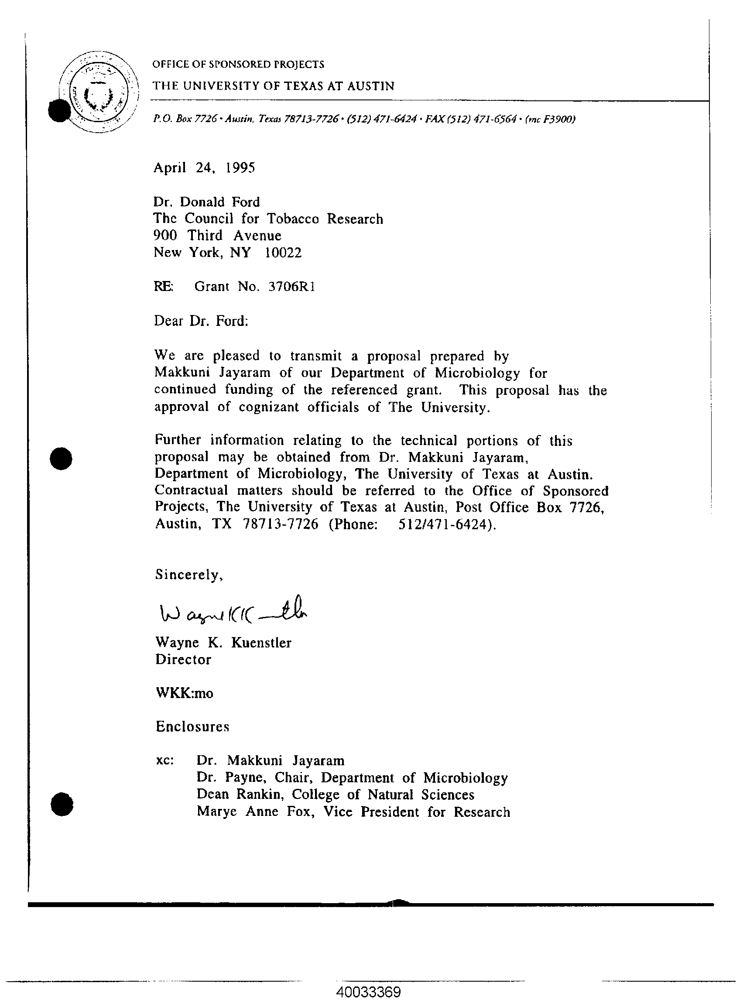 OFFICE OF SPONSORED PROJECTS
THE UNIVERSITY OF TEXAS AT AUSTIN
P.O. Box 7726 • Austin, Texas 78713-7726 • (512) 471-6424 • FAX (512) 471-6564 • (mc F3900)
April 24, 1995
Dr. Donald Ford
The Council for Tobacco Research
900 Third Avenue
New York, NY 10022
RE: Grant No. 3706R1
Dear Dr. Ford:
We are pleased to transmit a proposal prepared by
Makkuni Jayaram of our Department of Microbiology for
continued funding of the referenced grant. This proposal has the
approval of cognizant officials of The University.
Further information relating to the technical portions of this
proposal may be obtained from Dr. Makkuni Jayaram,
Department of Microbiology, The University of Texas at Austin.
Contractual matters should be referred to the Office of Sponsored
Projects, The University of Texas at Austin, Post Office Box 7726,
Austin, TX 78713-7726 (Phone: 512/471-6424).
Sincerely,
Wayne K. Kuenstler
Director
WKK:mo
Enclosures
xc: Dr. Makkuni Jayaram
Dr. Payne, Chair, Department of Microbiology
Dean Rankin, College of Natural Sciences
Marye Anne Fox, Vice President for Research
40033369